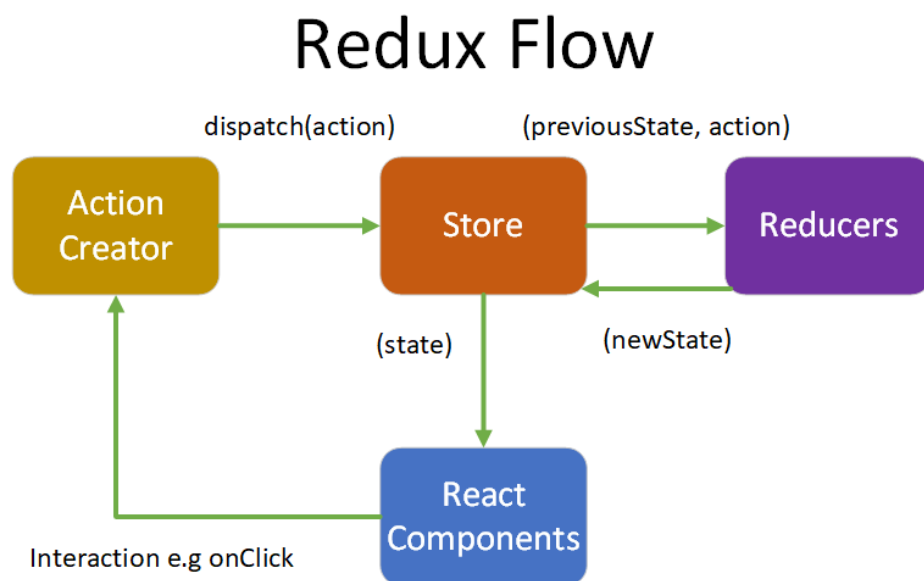 Redux Flow
dispatch(action)
(previousState, action)
Action
Creator
Store
Reducers
(state)
(newState)
React
Components
Interaction e.g onClick